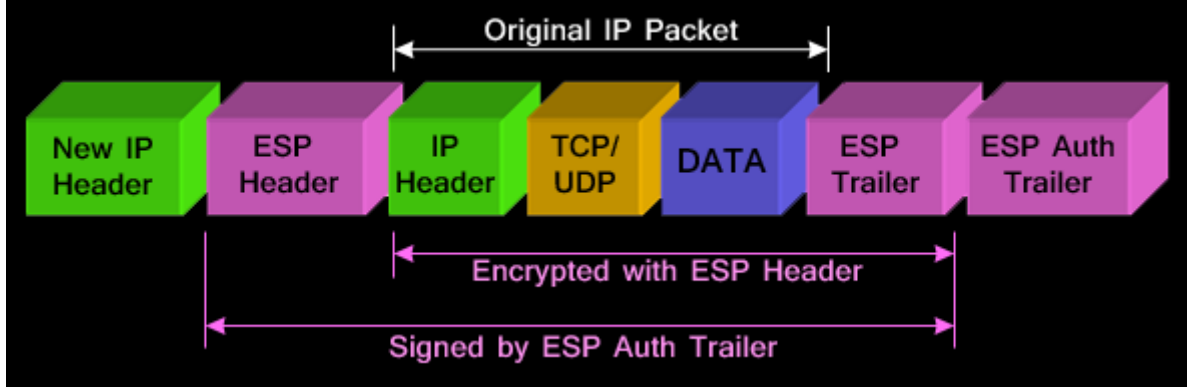 Original IP Packet
New IP
Header
ESP
Header
IP
Header
TCP/
UDP
DATA
ESP
Trailer
ESP Auth
Trailer
Encrypted with ESP Header
Signed by ESP Auth Trailer